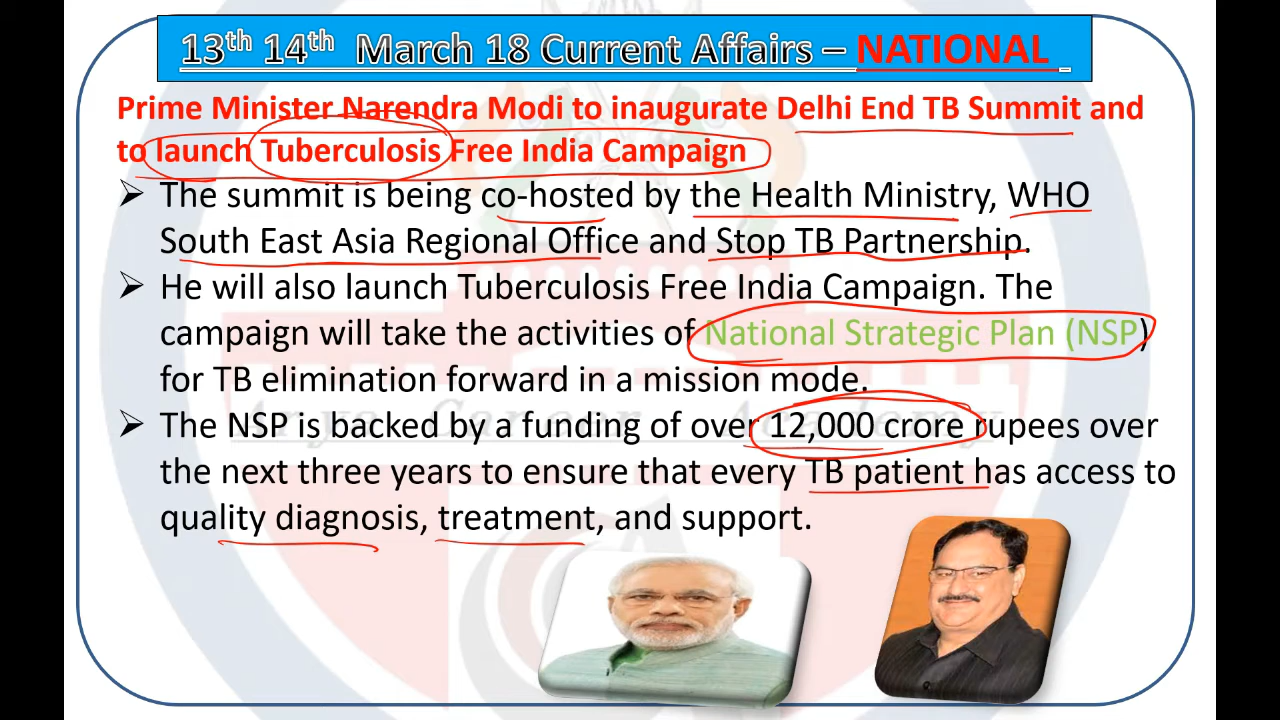 13th 14th March 18 Current Affairs – NATIONAL
Prime Minister Narendra Modi to inaugurate Delhi End TB Summit and
to launch Tuberculosis Free India Campaign
➢ The summit is being co-hosted by the Health Ministry, WHO
South East Asia Regional Office and Stop TB Partnership.
➢ He will also launch Tuberculosis Free India Campaign. The
campaign will take the activities of National Strategic Plan (NSP)
for TB elimination forward in a mission mode.
Arya Career Academy
➢ The NSP is backed by a funding of over 12,000 crore rupees over
the next three years to ensure that every TB patient has access to
quality diagnosis, treatment, and support.